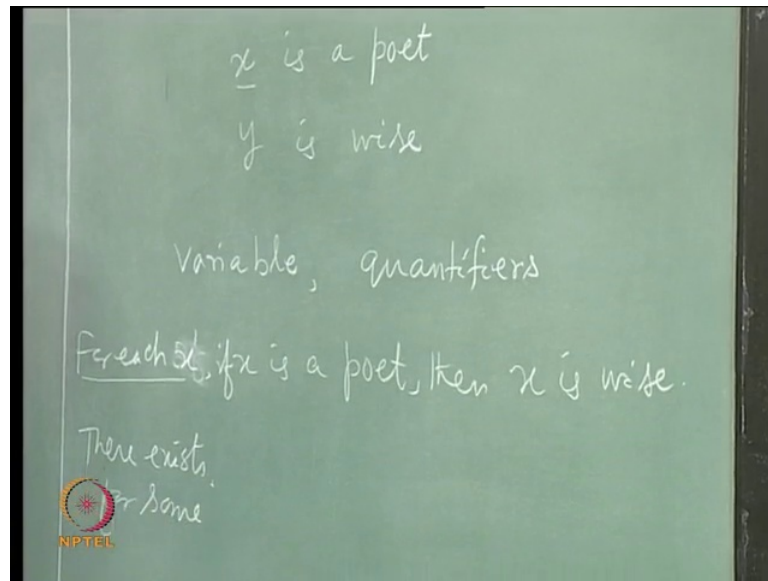 x is a poet
y is wise
Variable, quantifiers
For each x, if x is a poet, then x is wise.
There exists.
For some
NPTEL